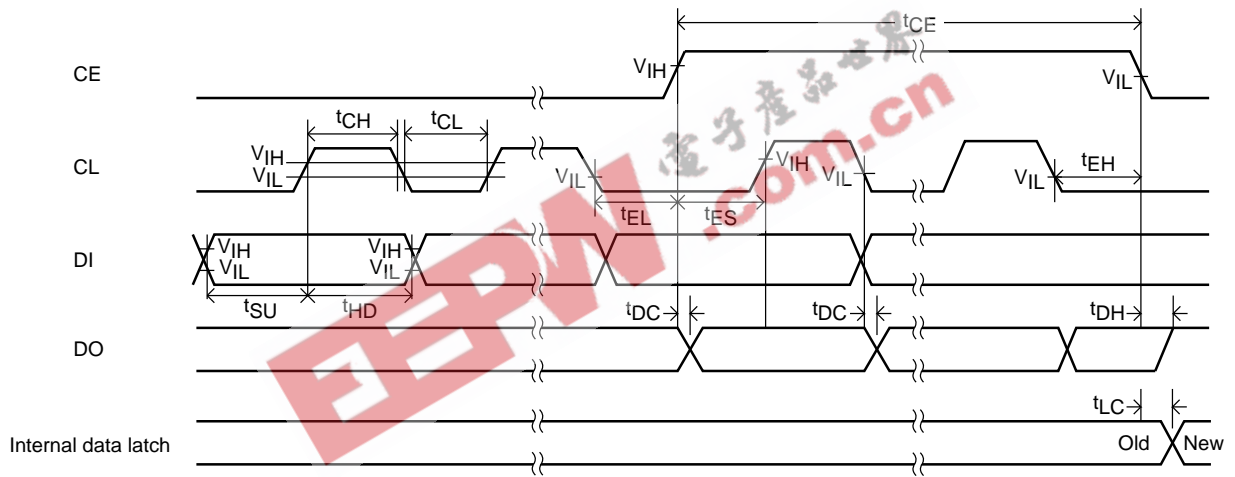 tCE
CE
VIH
VIL
tCH
tCL
CL
VIH
VIL
VIL
VIH
VIL
VIL
tEH
tEL
tES
DI
VIH
VIL
VIH
VIL
tSU
tHD
DO
tDC
tDC
tDH
tLC
Internal data latch
Old
New
EEPW
.com.cn
電子產品世界